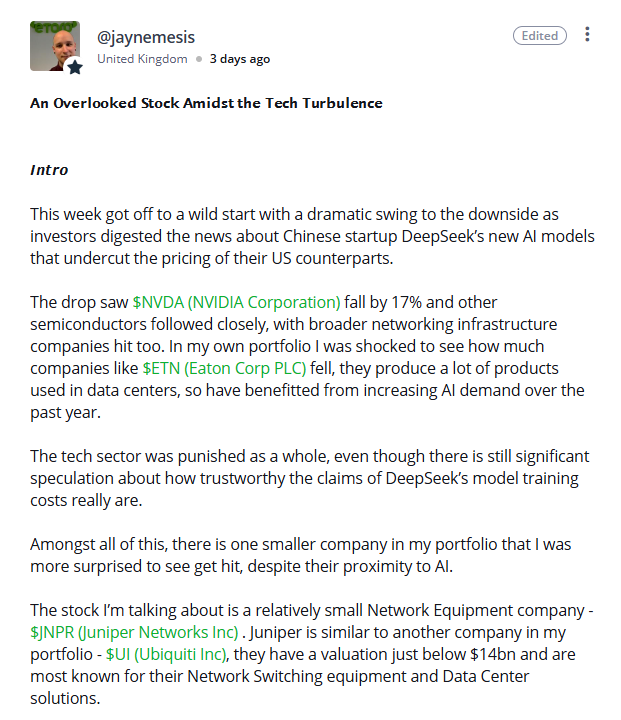 @jaynemesis
Edited
United Kingdom • 3 days ago
An Overlooked Stock Amidst the Tech Turbulence
Intro
This week got off to a wild start with a dramatic swing to the downside as
investors digested the news about Chinese startup DeepSeek's new AI models
that undercut the pricing of their US counterparts.
The drop saw $NVDA (NVIDIA Corporation) fall by 17% and other
semiconductors followed closely, with broader networking infrastructure
companies hit too. In my own portfolio I was shocked to see how much
companies like $ETN (Eaton Corp PLC) fell, they produce a lot of products
used in data centers, so have benefitted from increasing AI demand over the
past year.
The tech sector was punished as a whole, even though there is still significant
speculation about how trustworthy the claims of DeepSeek's model training
costs really are.
Amongst all of this, there is one smaller company in my portfolio that I was
more surprised to see get hit, despite their proximity to AI.
The stock I'm talking about is a relatively small Network Equipment company -
$JNPR (Juniper Networks Inc) . Juniper is similar to another company in my
portfolio - $UI (Ubiquiti Inc), they have a valuation just below $14bn and are
most known for their Network Switching equipment and Data Center
solutions.